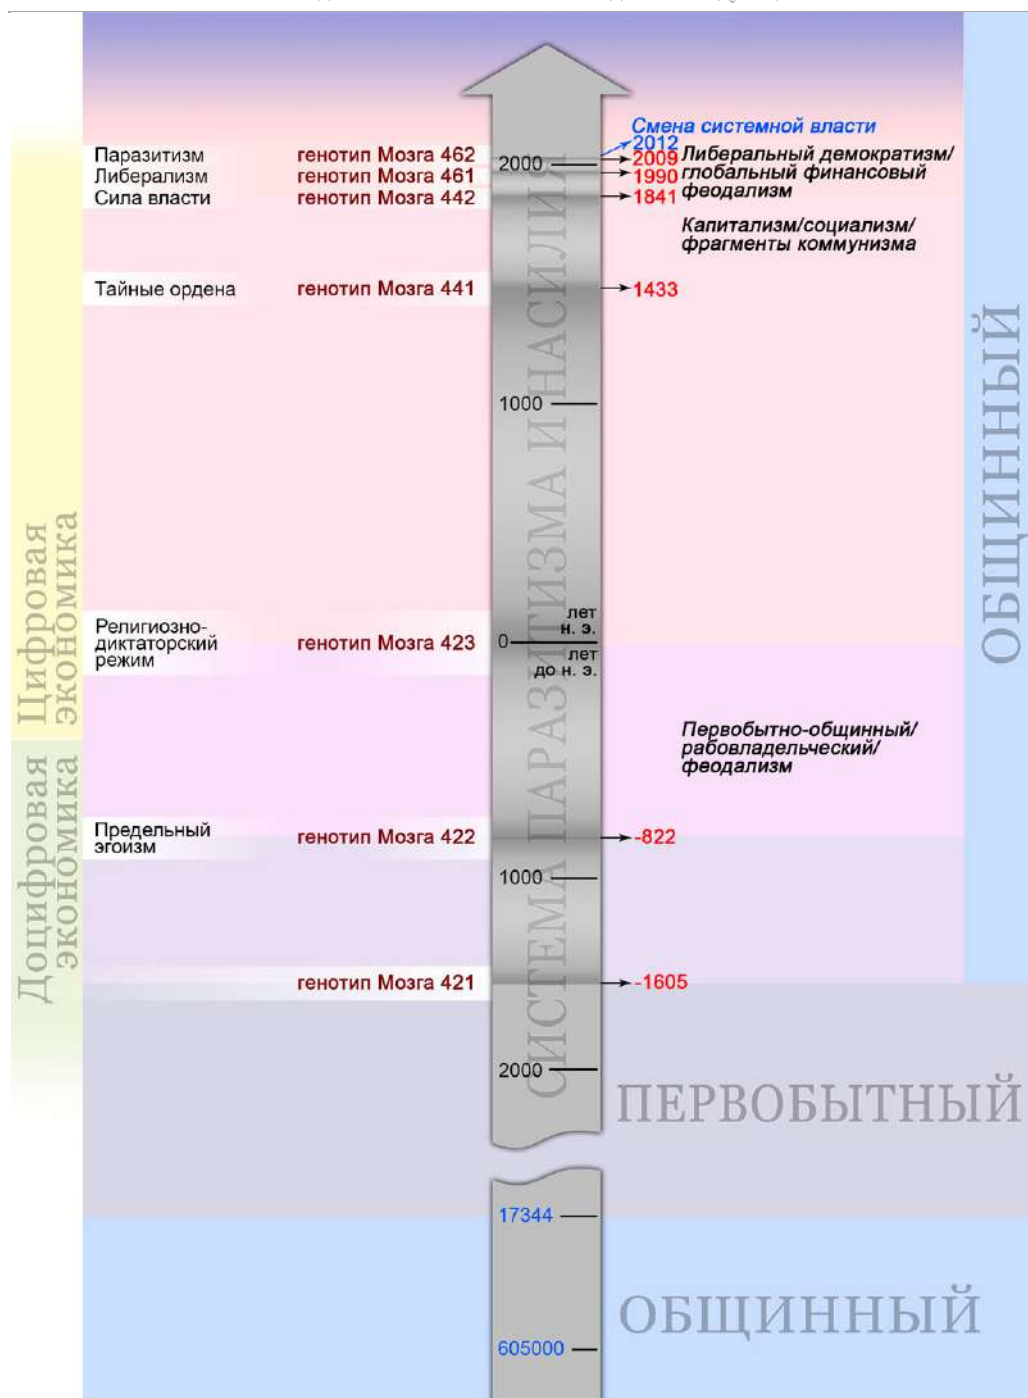 Смена системной власти
2012
Паразитизм
генотип Мозга 462
2000
2009
Либеральный демократизм/
Либерализм
генотип Мозга 461
1990
глобальный финансовый
Сила власти
генотип Мозга 442
1841
феодализм
Капитализм/социализм/
фрагменты коммунизма
Тайные ордена
генотип Мозга 441
1433
1000
ОБЩИННЫЙ
Цифровая
экономика
СИСТЕМА ПАРАЗИТИЗМА И НАСИЛИЯ
лет
н. э.
Религиозно-
диктаторский
режим
генотип Мозга 423
0
лет
до н. э.
Первобытно-общинный/
рабовладельческий/
феодализм
Доцифровая
экономика
Предельный
эгоизм
генотип Мозга 422
-822
1000
генотип Мозга 421
-1605
2000
ПЕРВОБЫТНЫЙ
17344
ОБЩИННЫЙ
605000